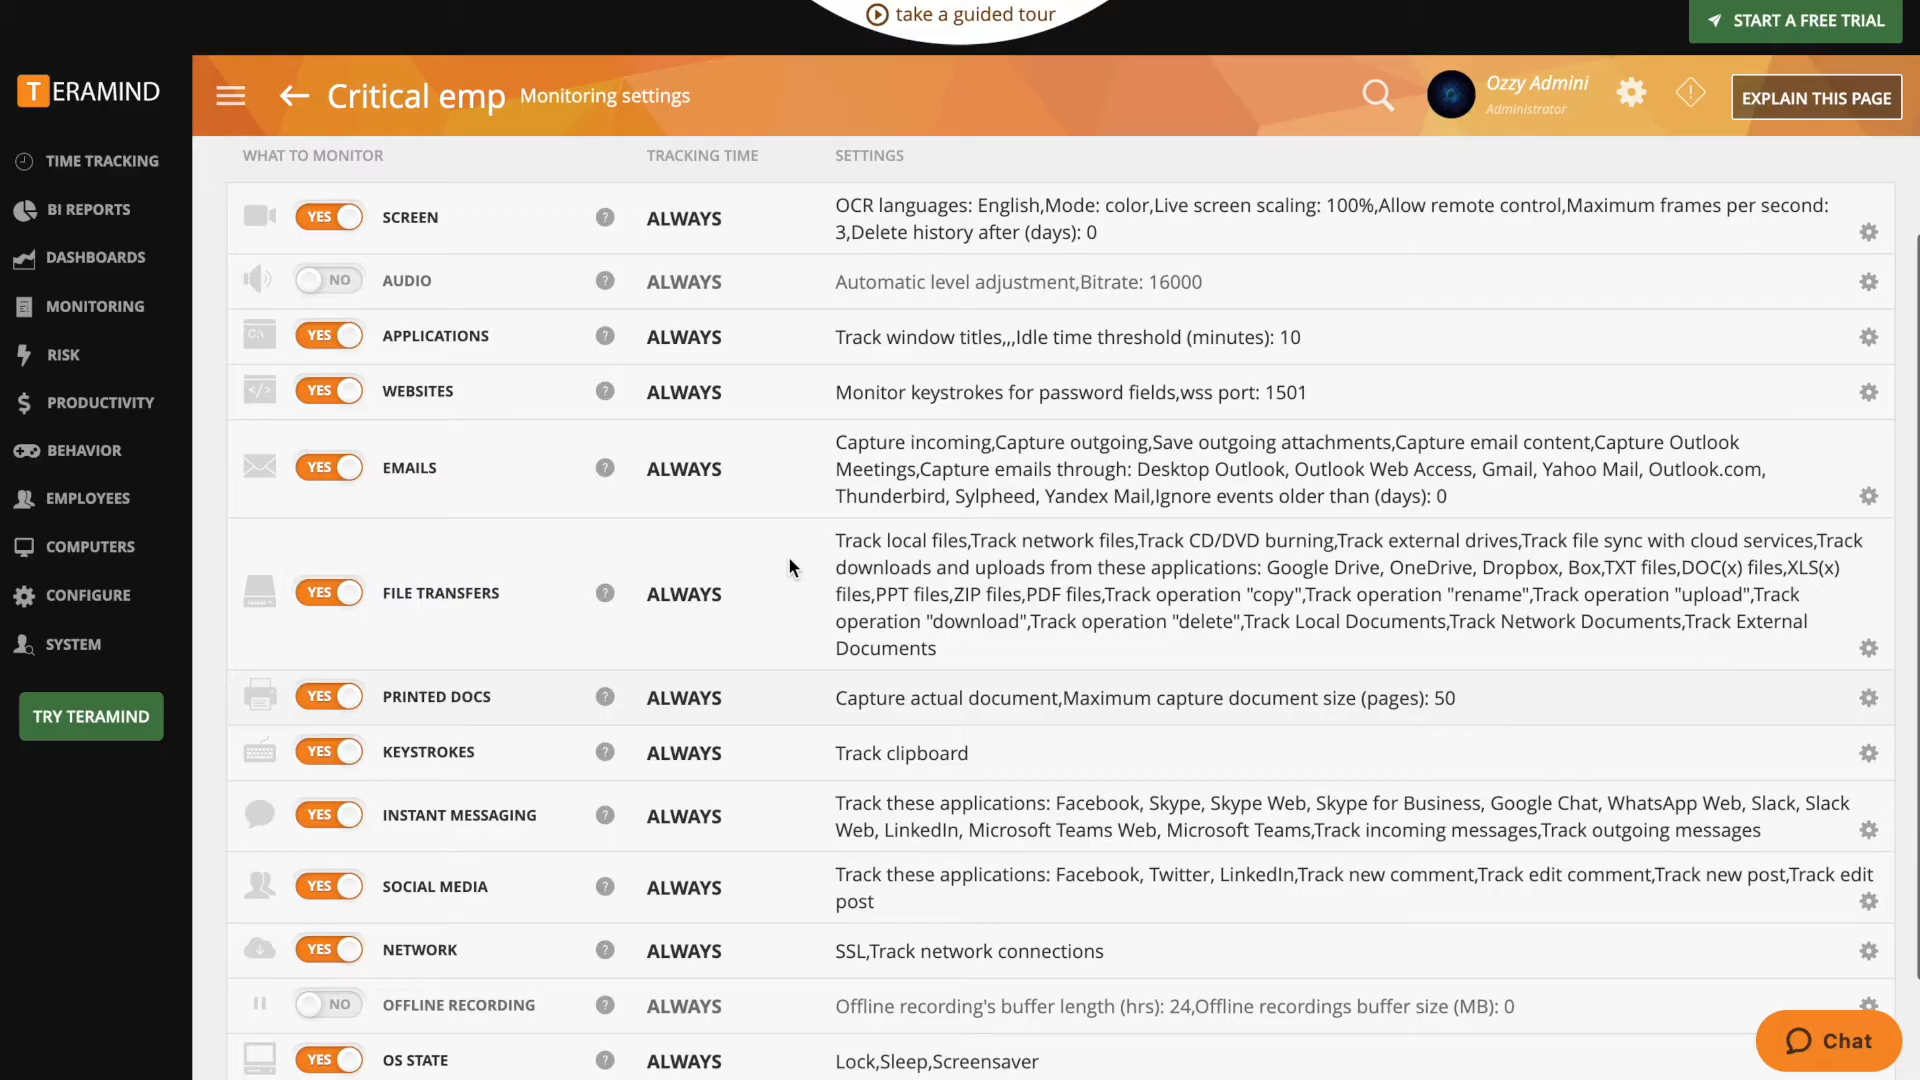 take a guided tour
START A FREE TRIAL
TERAMIND
Critical emp Monitoring settings
Ozzy Admini
Administrator
EXPLAIN THIS PAGE
TIME TRACKING
BI REPORTS
DASHBOARDS
MONITORING
RISK
PRODUCTIVITY
BEHAVIOR
EMPLOYEES
COMPUTERS
CONFIGURE
SYSTEM
TRY TERAMIND
WHAT TO MONITOR TRACKING TIME SETTINGS
YES SCREEN ? ALWAYS
OCR languages: English,Mode: color,Live screen scaling: 100%,Allow remote control,Maximum frames per second:
3,Delete history after (days): 0
NO AUDIO ? ALWAYS Automatic level adjustment,Bitrate: 16000
C:\ YES APPLICATIONS ? ALWAYS Track window titles,,,Idle time threshold (minutes): 10
</> YES WEBSITES ? ALWAYS Monitor keystrokes for password fields,wss port: 1501
YES EMAILS ? ALWAYS
Capture incoming,Capture outgoing,Save outgoing attachments,Capture email content,Capture Outlook
Meetings,Capture emails through: Desktop Outlook, Outlook Web Access, Gmail, Yahoo Mail, Outlook.com,
Thunderbird, Sylpheed, Yandex Mail,Ignore events older than (days): 0
YES FILE TRANSFERS ? ALWAYS
Track local files,Track network files,Track CD/DVD burning,Track external drives,Track file sync with cloud services,Track
downloads and uploads from these applications: Google Drive, OneDrive, Dropbox, Box,TXT files,DOC(x) files,XLS(x)
files,PPT files,ZIP files,PDF files,Track operation "copy",Track operation "rename",Track operation "upload",Track
operation "download",Track operation "delete",Track Local Documents,Track Network Documents,Track External
Documents
YES PRINTED DOCS ? ALWAYS Capture actual document,Maximum capture document size (pages): 50
YES KEYSTROKES ? ALWAYS Track clipboard
YES INSTANT MESSAGING ? ALWAYS
Track these applications: Facebook, Skype, Skype Web, Skype for Business, Google Chat, WhatsApp Web, Slack, Slack
Web, LinkedIn, Microsoft Teams Web, Microsoft Teams,Track incoming messages,Track outgoing messages
YES SOCIAL MEDIA ? ALWAYS
Track these applications: Facebook, Twitter, LinkedIn,Track new comment,Track edit comment,Track new post,Track edit
post
YES NETWORK ? ALWAYS SSL,Track network connections
NO OFFLINE RECORDING ? ALWAYS Offline recording's buffer length (hrs): 24,Offline recordings buffer size (MB): 0
YES OS STATE ? ALWAYS Lock,Sleep,Screensaver
Chat